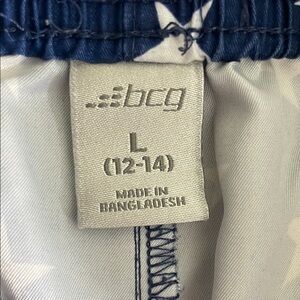 bcg
L
(12-14)
MADE IN
BANGLADESH